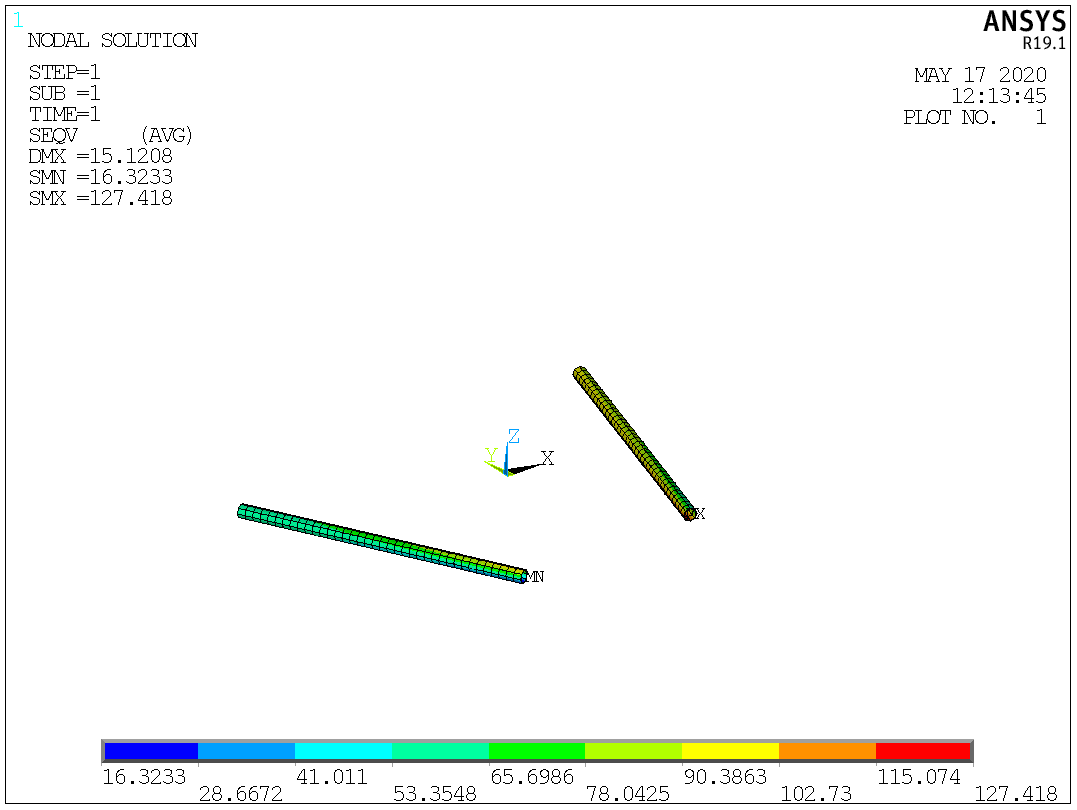 1
NODAL SOLUTION
STEP=1
SUB =1
TIME=1
SEQV (AVG)
DMX =15.1208
SMN =16.3233
SMX =127.418
ANSYS
R19.1
MAY 17 2020
12:13:45
PLOT NO. 1
Z
Y
X
MX
MN
16.3233
28.6672
41.011
53.3548
65.6986
78.0425
90.3863
102.73
115.074
127.418